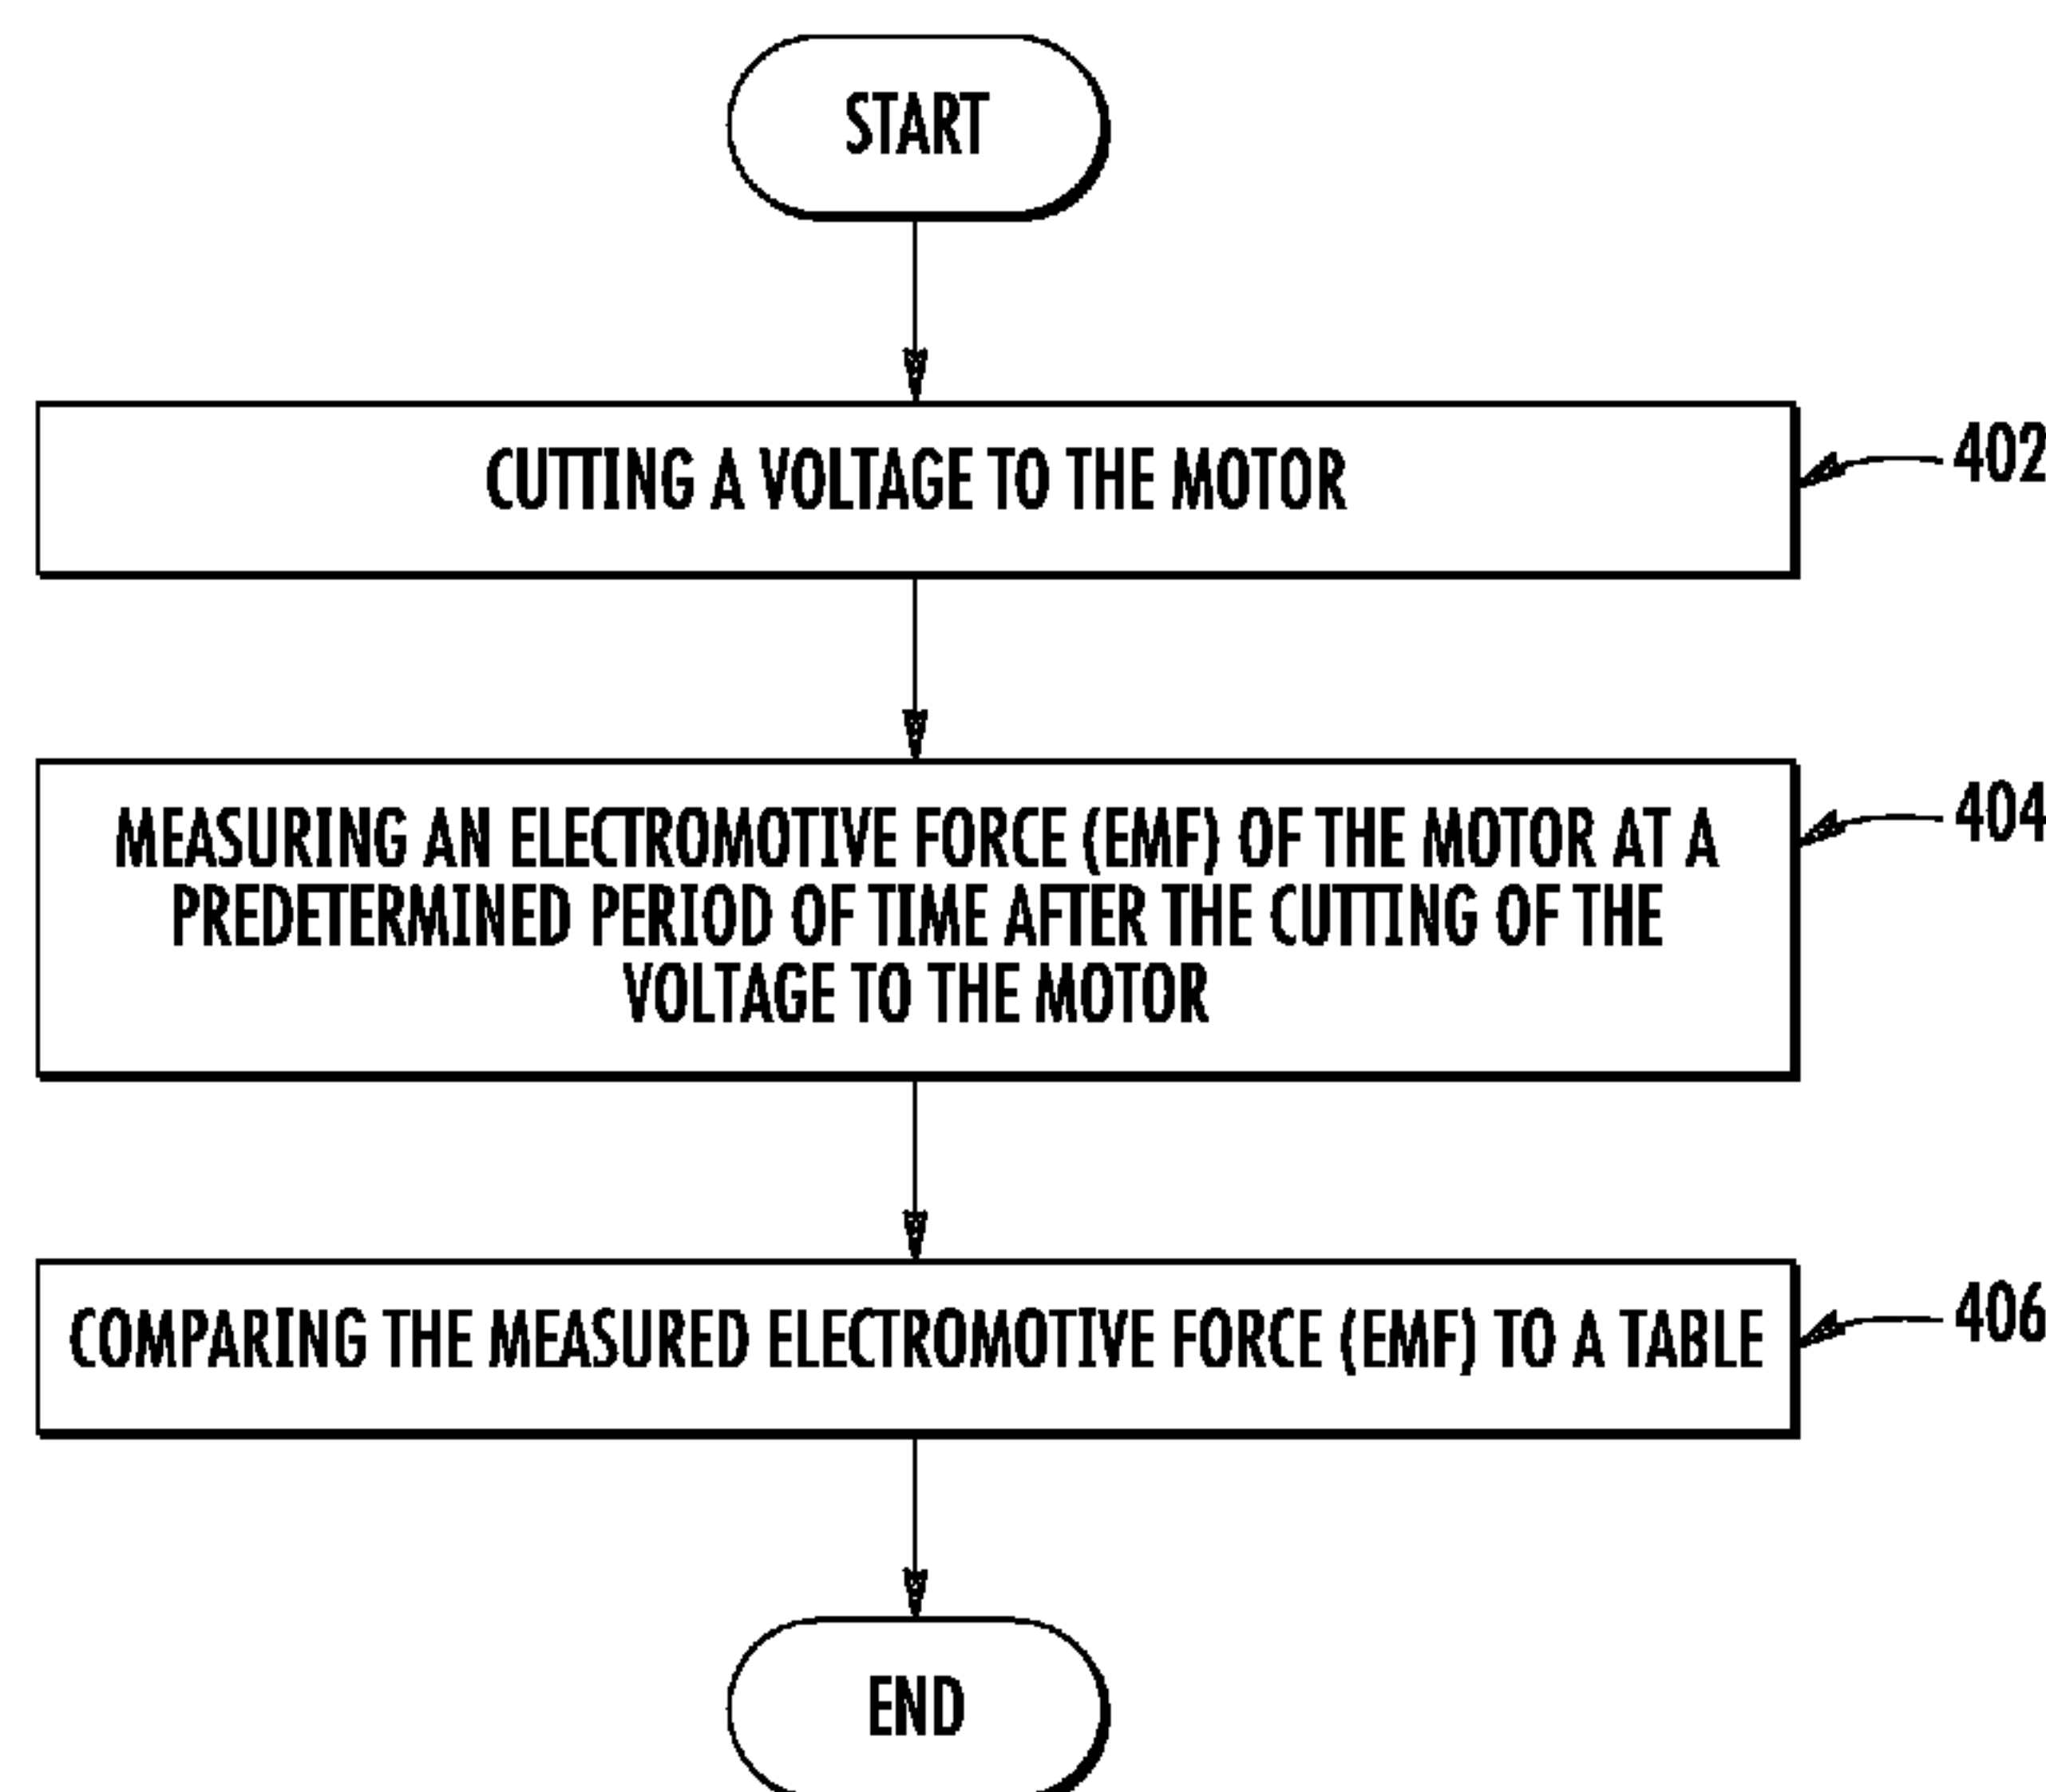 START
CUTTING A VOLTAGE TO THE MOTOR
402
MEASURING AN ELECTROMOTIVE FORCE (EMF) OF THE MOTOR AT A
PREDETERMINED PERIOD OF TIME AFTER THE CUTTING OF THE
VOLTAGE TO THE MOTOR
404
COMPARING THE MEASURED ELECTROMOTIVE FORCE (EMF) TO A TABLE
406
END